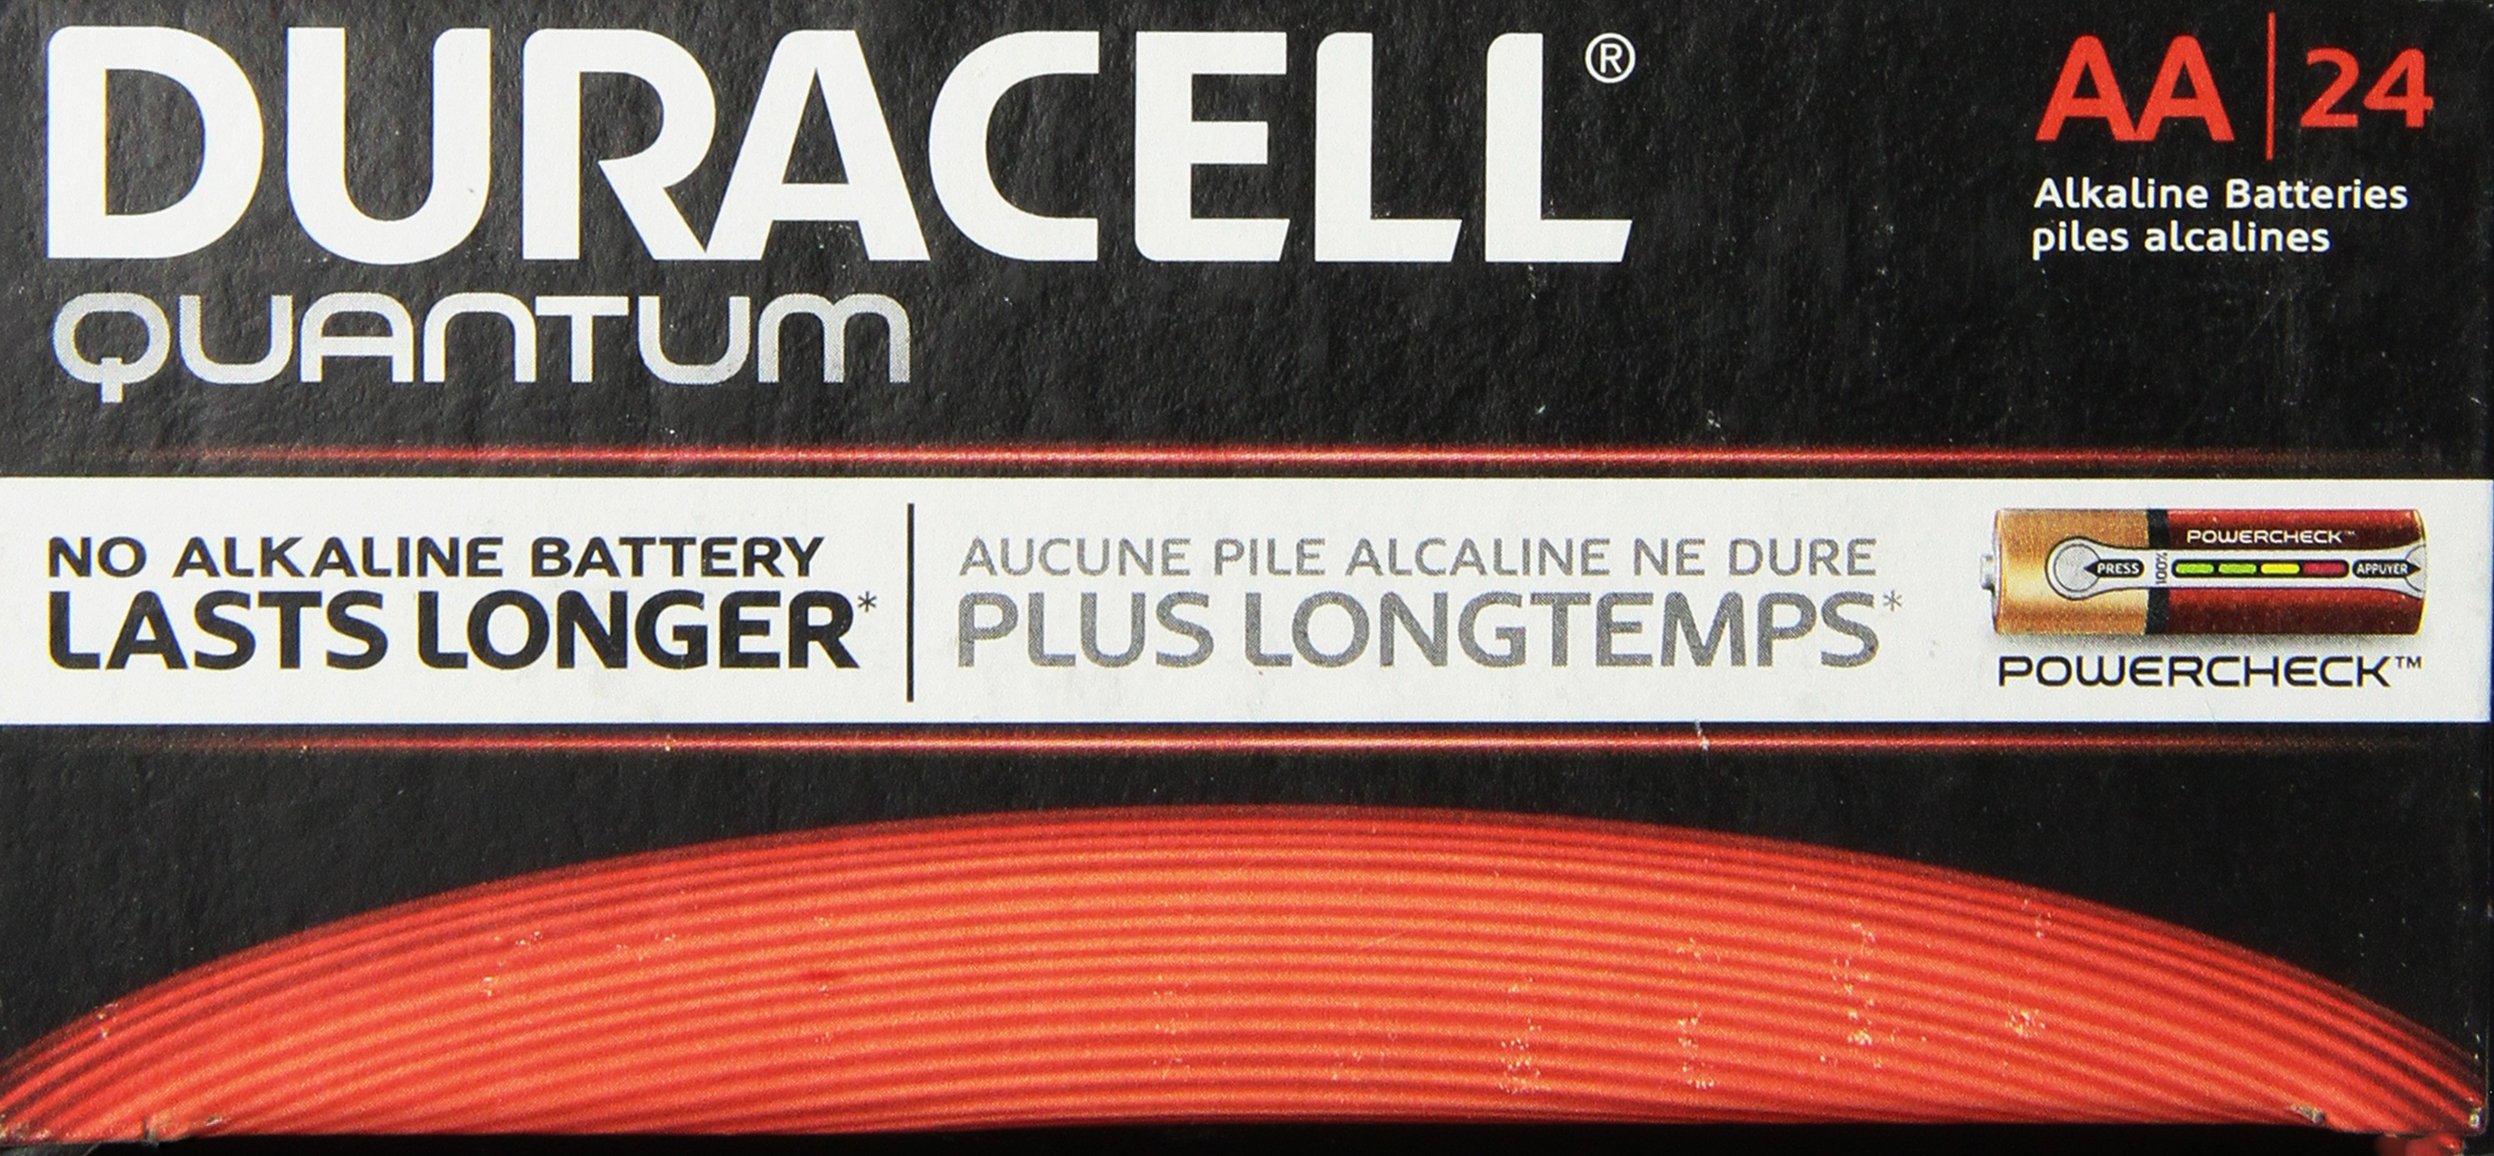 DURACELL®
QUANTUM
AA | 24
Alkaline Batteries
piles alcalines
NO ALKALINE BATTERY
LASTS LONGER*
AUCUNE PILE ALCALINE NE DURE
PLUS LONGTEMPS*
POWERCHECK™
PRESS
100%
APPUYER
POWERCHECK™